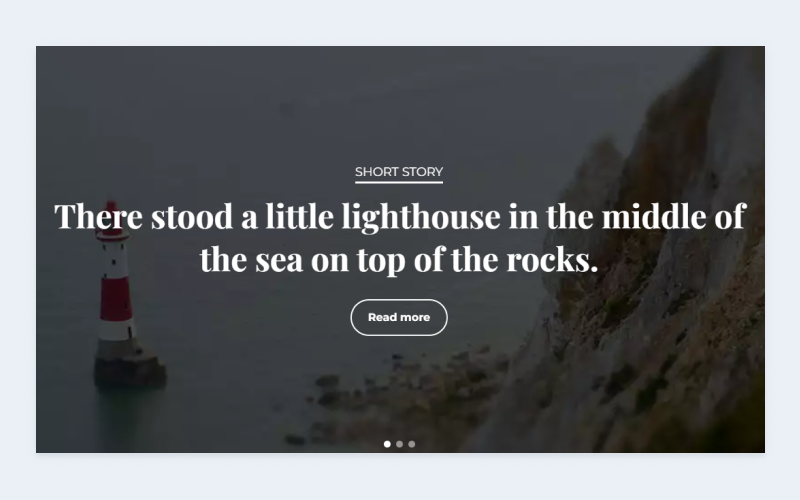 SHORT STORY
There stood a little lighthouse in the middle of
the sea on top of the rocks.
Read more